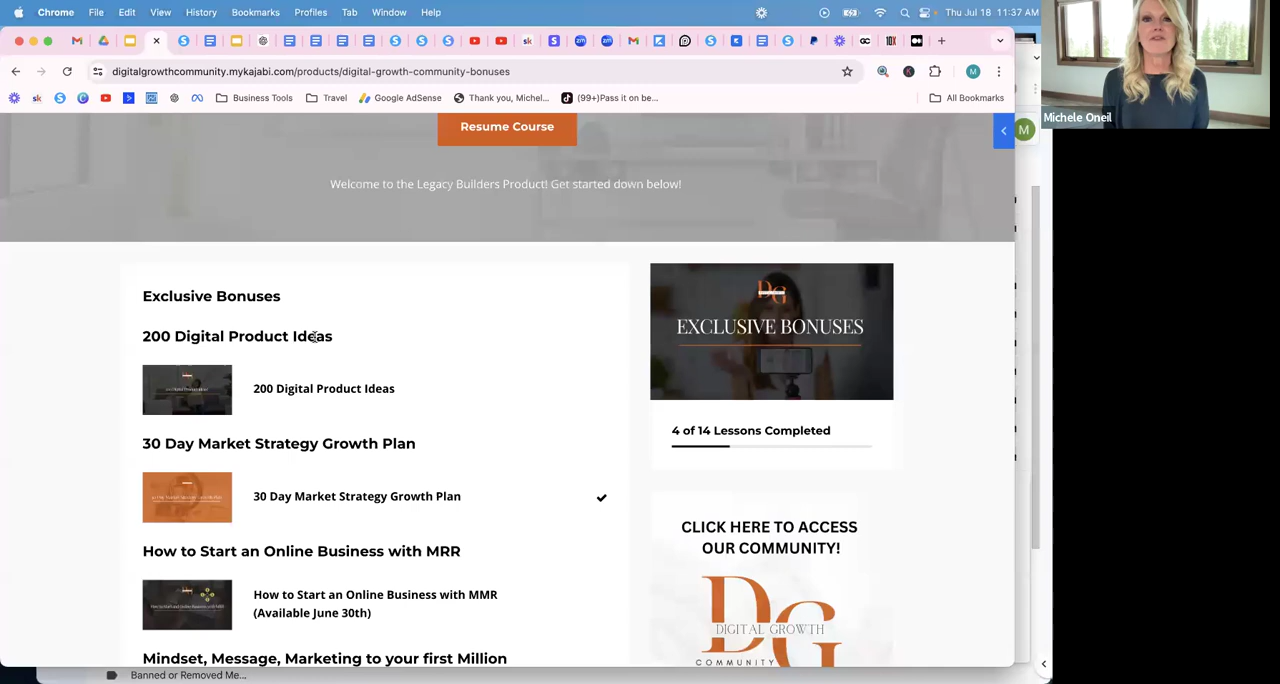 Chrome File Edit View History Bookmarks Profiles Tab Window Help
Thu Jul 18 11:37 AM
digitalgrowthcommunity.mykajabi.com/products/digital-growth-community-bonuses
Business Tools
Travel
Google AdSense
Thank you, Michel...
(99+)Pass it on be...
All Bookmarks
Michele Oneil
Resume Course
Welcome to the Legacy Builders Product! Get started down below!
Exclusive Bonuses
200 Digital Product Ideas
200 Digital Product Ideas
30 Day Market Strategy Growth Plan
30 Day Market Strategy Growth Plan
How to Start an Online Business with MRR
How to Start an Online Business with MMR
(Available June 30th)
Mindset, Message, Marketing to your first Million
DG
EXCLUSIVE BONUSES
4 of 14 Lessons Completed
CLICK HERE TO ACCESS
OUR COMMUNITY!
DG
DIGITAL GROWTH
COMMUNITY
Banned or Removed Me...